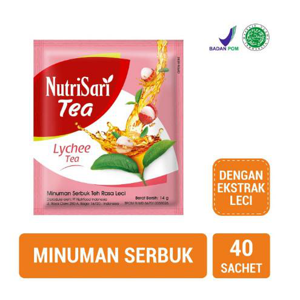 BADAN POM
NutriSari
Tea
Lychee
Tea
Minuman Serbuk Teh Rasa Leci
Berat Bersih: 14 g
DENGAN
EKSTRAK
LECI
MINUMAN SERBUK
40
SACHET